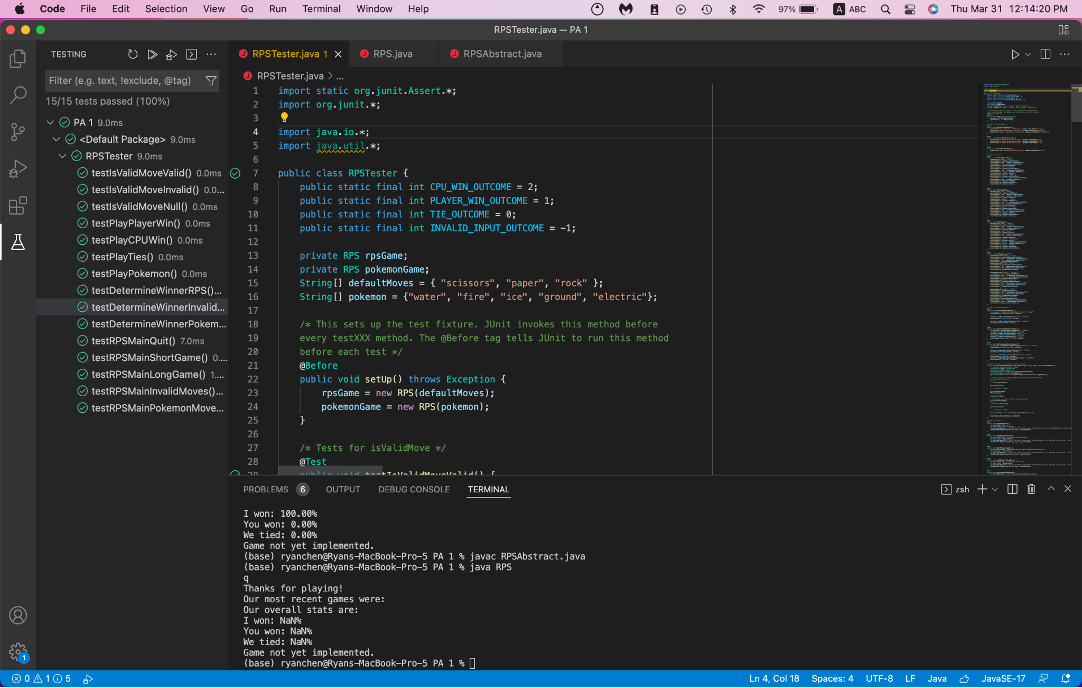 Code File Edit Selection View Go Run Terminal Window Help 97% A ABC Thu Mar 31 12:14:20 PM
RPSTester.java — PA 1
TESTING
RPSTester.java 1
RPS.java
RPSAbstract.java
Filter (e.g. text, !exclude, @tag)
15/15 tests passed (100%)
PA 1 9.0ms
<Default Package> 9.0ms
RPSTester 9.0ms
testIsValidMoveValid() 0.0ms
testIsValidMoveInvalid() 0.0...
testIsValidMoveNull() 0.0ms
testPlayPlayerWin() 0.0ms
testPlayCPUWin() 0.0ms
testPlayTies() 0.0ms
testPlayPokemon() 0.0ms
testDetermineWinnerRPS()...
testDetermineWinnerInvalid...
testDetermineWinnerPokem...
testRPSMainQuit() 7.0ms
testRPSMainShortGame() 0....
testRPSMainLongGame() 1....
testRPSMainInvalidMoves()...
testRPSMainPokemonMove...
RPSTester.java > ...
1 import static org.junit.Assert.*;
2 import org.junit.*;
3
4 import java.io.*;
5 import java.util.*;
6
7 public class RPSTester {
8 public static final int CPU_WIN_OUTCOME = 2;
9 public static final int PLAYER_WIN_OUTCOME = 1;
10 public static final int TIE_OUTCOME = 0;
11 public static final int INVALID_INPUT_OUTCOME = -1;
12
13 private RPS rpsGame;
14 private RPS pokemonGame;
15 String[] defaultMoves = { "scissors", "paper", "rock" };
16 String[] pokemon = {"water", "fire", "ice", "ground", "electric"};
17
18 /* This sets up the test fixture. JUnit invokes this method before
19 every testXXX method. The @Before tag tells JUnit to run this method
20 before each test */
21 @Before
22 public void setUp() throws Exception {
23 rpsGame = new RPS(defaultMoves);
24 pokemonGame = new RPS(pokemon);
25 }
26
27 /* Tests for isValidMove */
28 @Test
29 public void testIsValidMoveValid() {
PROBLEMS 6 OUTPUT DEBUG CONSOLE TERMINAL zsh
I won: 100.00%
You won: 0.00%
We tied: 0.00%
Game not yet implemented.
(base) ryanchen@Ryans-MacBook-Pro-5 PA 1 % javac RPSAbstract.java
(base) ryanchen@Ryans-MacBook-Pro-5 PA 1 % java RPS
q
Thanks for playing!
Our most recent games were:
Our overall stats are:
I won: NaN%
You won: NaN%
We tied: NaN%
Game not yet implemented.
(base) ryanchen@Ryans-MacBook-Pro-5 PA 1 %
1
0 1 5 Ln 4, Col 18 Spaces: 4 UTF-8 LF Java JavaSE-17